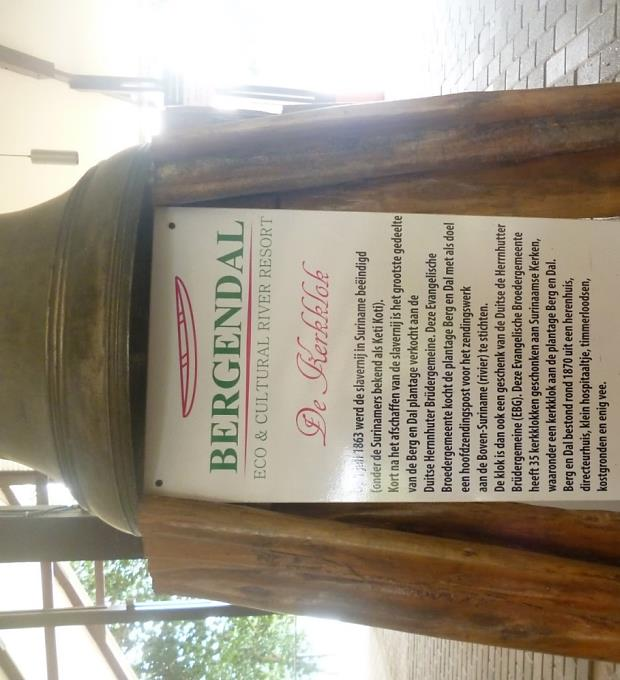 BERGENDAL
ECO & CULTURAL RIVER RESORT
De Kerkklok
1863 werd de slavernij in Suriname beëindigd
(onder de Surinamers bekend als Keti Koti).
Kort na het afschaffen van de slavernij is het grootste gedeelte
van de Berg en Dal plantage verkocht aan de
Duitse Herrnhuter Brüdergemeine. Deze Evangelische
Broedergemeente kocht de plantage Berg en Dal met als doel
een hoofdzendingspost voor het zendingswerk
aan de Boven-Suriname (rivier) te stichten.
De klok is dan ook een geschenk van de Duitse de Herrnhutter
Brüdergemeine (EBG). Deze Evangelische Broedergemeente
heeft 35 kerkklokken geschonken aan Surinaamse Kerken,
waaronder een kerkklok aan de plantage Berg en Dal.
Berg en Dal bestond rond 1870 uit een herenhuis,
directeurhuis, klein hospitaaltje, timmerloodsen,
kostgronden en enig vee.